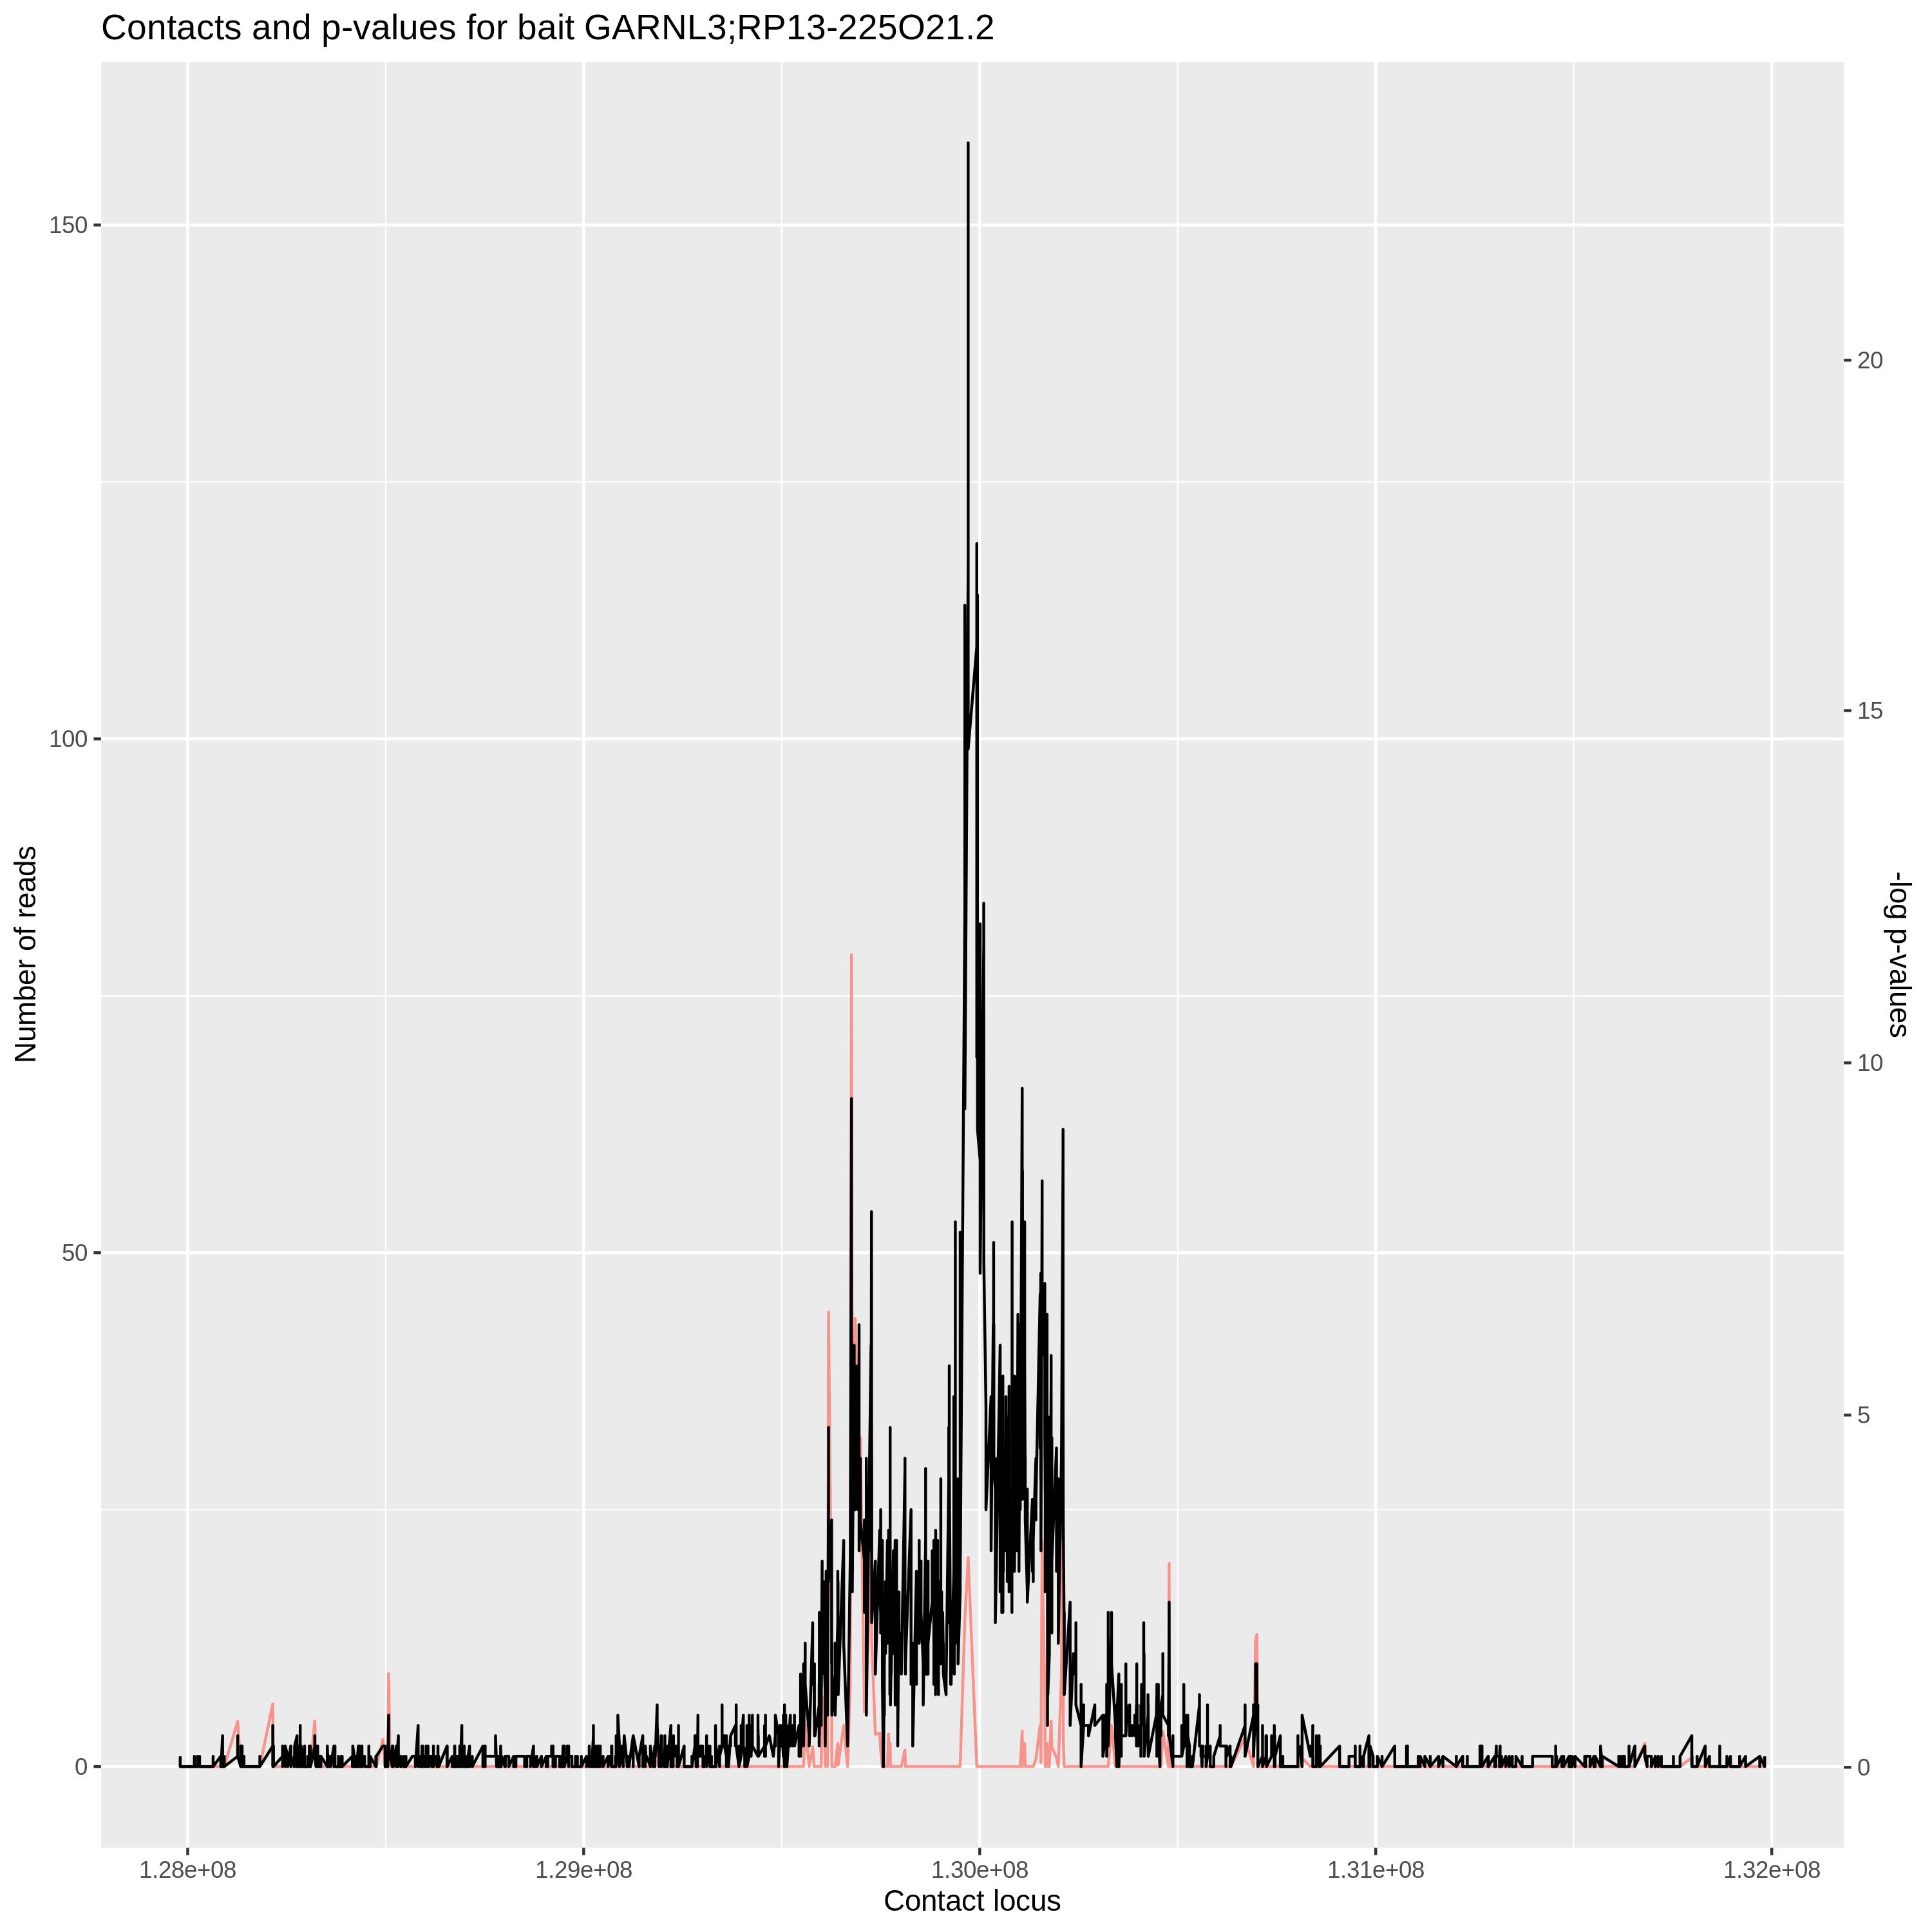 Contacts and p-values for bait GARNL3;RP13-225O21.2
150
100
50
0
20
15
10
5
0
Number of reads
-log p-values
1.28e+08 1.29e+08 1.30e+08 1.31e+08 1.32e+08
Contact locus